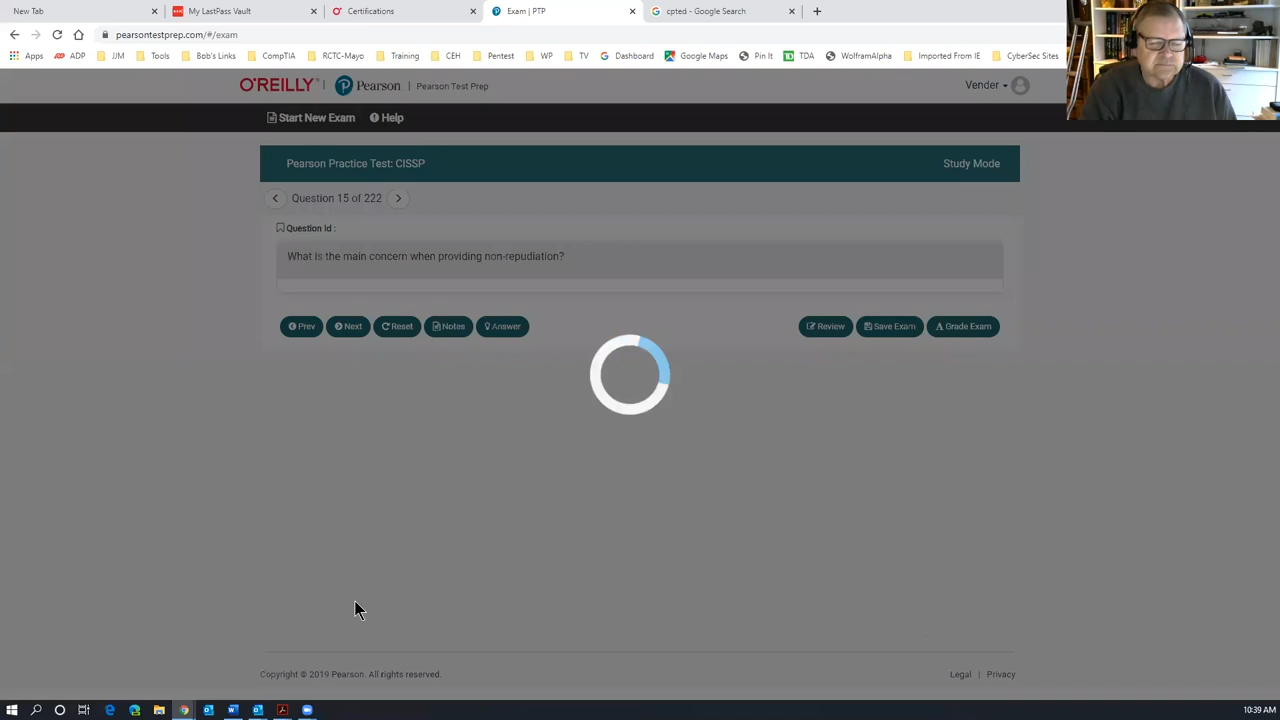 New Tab
My LastPass Vault
Certifications
Exam | PTP
cpted - Google Search
pearsontestprep.com/#/exam
Apps
ADP
JJM
Tools
Bob's Links
CompTIA
RCTC-Mayo
Training
CEH
Pentest
WP
TV
Dashboard
Google Maps
Pin It
TDA
WolframAlpha
Imported From IE
CyberSec Sites
O'REILLY
Pearson
Pearson Test Prep
Vender
Start New Exam
Help
Pearson Practice Test: CISSP
Study Mode
Question 15 of 222
Question Id :
What is the main concern when providing non-repudiation?
Prev
Next
Reset
Notes
Answer
Review
Save Exam
Grade Exam
Copyright © 2019 Pearson. All rights reserved.
Legal | Privacy
10:39 AM